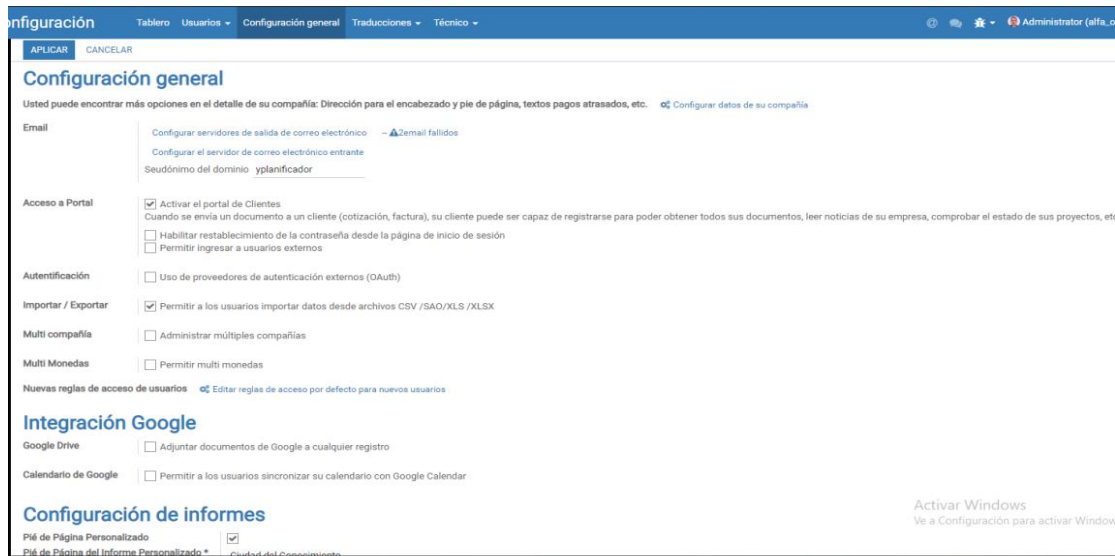 onfiguración Tablero Usuarios Configuración general Traducciones Técnico @ Administrator (alfa_o
APLICAR CANCELAR
Configuración general
Usted puede encontrar más opciones en el detalle de su compañía: Dirección para el encabezado y pie de página, textos pagos atrasados, etc. Configurar datos de su compañía
Email
Configurar servidores de salida de correo electrónico – 2email fallidos
Configurar el servidor de correo electrónico entrante
Seudónimo del dominio yplanificador
Acceso a Portal Activar el portal de Clientes
Cuando se envía un documento a un cliente (cotización, factura), su cliente puede ser capaz de registrarse para poder obtener todos sus documentos, leer noticias de su empresa, comprobar el estado de sus proyectos, etc
Habilitar restablecimiento de la contraseña desde la página de inicio de sesión
Permitir ingresar a usuarios externos
Autentificación Uso de proveedores de autenticación externos (OAuth)
Importar / Exportar Permitir a los usuarios importar datos desde archivos CSV /SAO/XLS /XLSX
Multi compañía Administrar múltiples compañías
Multi Monedas Permitir multi monedas
Nuevas reglas de acceso de usuarios Editar reglas de acceso por defecto para nuevos usuarios
Integración Google
Google Drive Adjuntar documentos de Google a cualquier registro
Calendario de Google Permitir a los usuarios sincronizar su calendario con Google Calendar
Configuración de informes
Activar Windows
Ve a Configuración para activar Window
Pié de Página Personalizado
Pié de Página del Informe Personalizado * Ciudad del Conocimiento